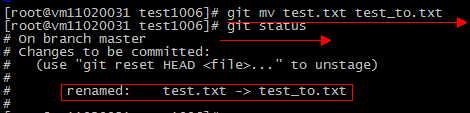 [root@vm11020031 test1006]# git mv test.txt test_to.txt
[root@vm11020031 test1006]# git status
# On branch master
# Changes to be committed:
#   (use "git reset HEAD <file>..." to unstage)
#
#       renamed:    test.txt -> test_to.txt
#